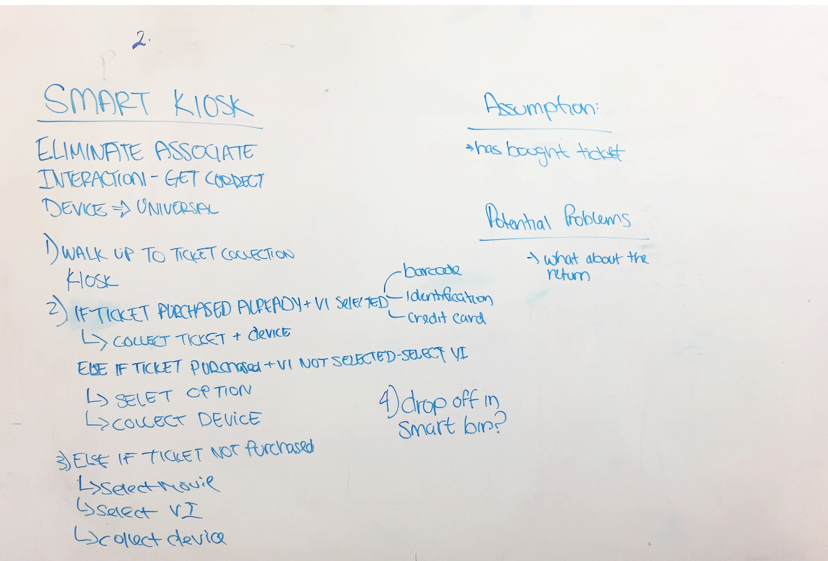 2.
SMART KIOSK
ELIMINATE ASSOCIATE
INTERACTION - GET CORRECT
DEVICE ⇒ UNIVERSAL
1) WALK UP TO TICKET COLLECTION
KIOSK
2) IF TICKET PURCHASED ALREADY + VI SELECTED
barcode
identification
credit card
↳ COLLECT TICKET + device
ELSE IF TICKET PURchased + VI NOT SELECTED - SELECT VI
↳ SELET OPTION
↳ COLLECT DEVICE
3) ELSE IF TICKET NOT Purchased
↳ Select Movie
↳ Select VI
↳ collect device
4) drop off in
smart bin?
Assumption:
→ has bought ticket
Potential Problems
→ what about the
return